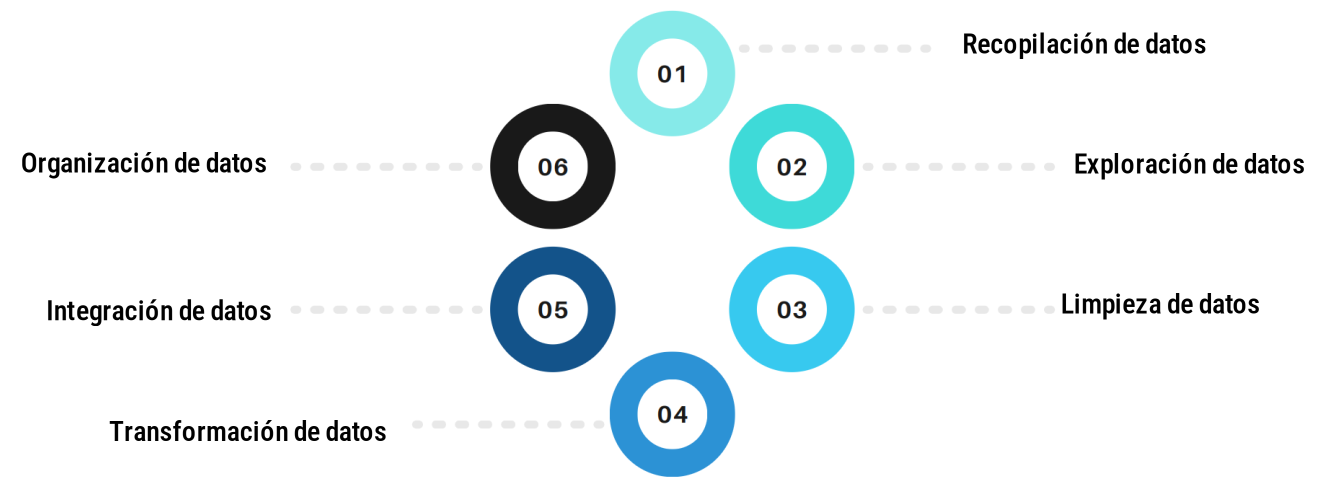 01
Recopilación de datos
02
Exploración de datos
03
Limpieza de datos
04
Transformación de datos
05
Integración de datos
06
Organización de datos